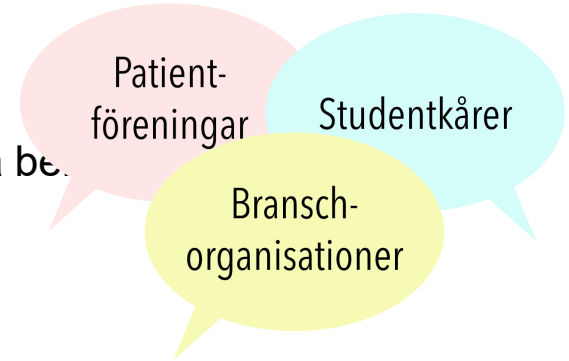 Patient-
föreningar
Studentkårer
Bransch-
organisationer